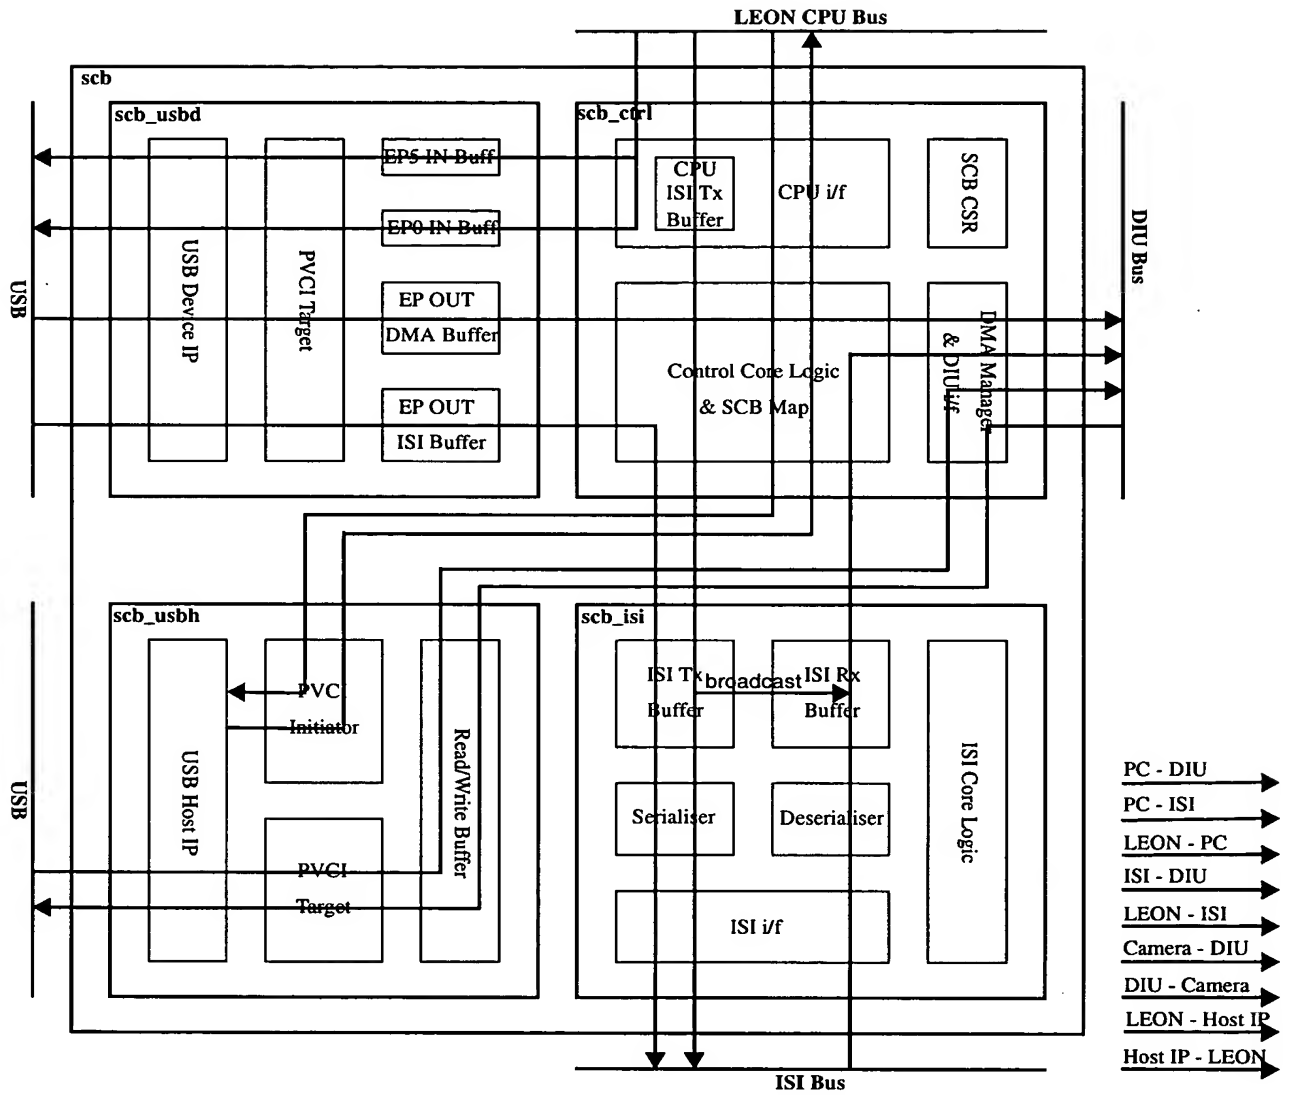 LEON CPU Bus
scb
scb_usbd
scb_ctrl
EP5 IN Buff
EP0 IN Buff
EP OUT
DMA Buffer
EP OUT
ISI Buffer
USB Device IP
PVCI Target
USB
CPU
ISI Tx
Buffer
CPU i/f
SCB CSR
Control Core Logic
& SCB Map
DMA Manager
& DIU i/f
DIU Bus
scb_usbh
scb_isi
USB Host IP
PVCI
Initiator
PVCI
Target
Read/Write Buffer
USB
ISI Tx
Buffer
broadcast
ISI Rx
Buffer
Serialiser
Deserialiser
ISI i/f
ISI Core Logic
ISI Bus
PC - DIU
PC - ISI
LEON - PC
ISI - DIU
LEON - ISI
Camera - DIU
DIU - Camera
LEON - Host IP
Host IP - LEON